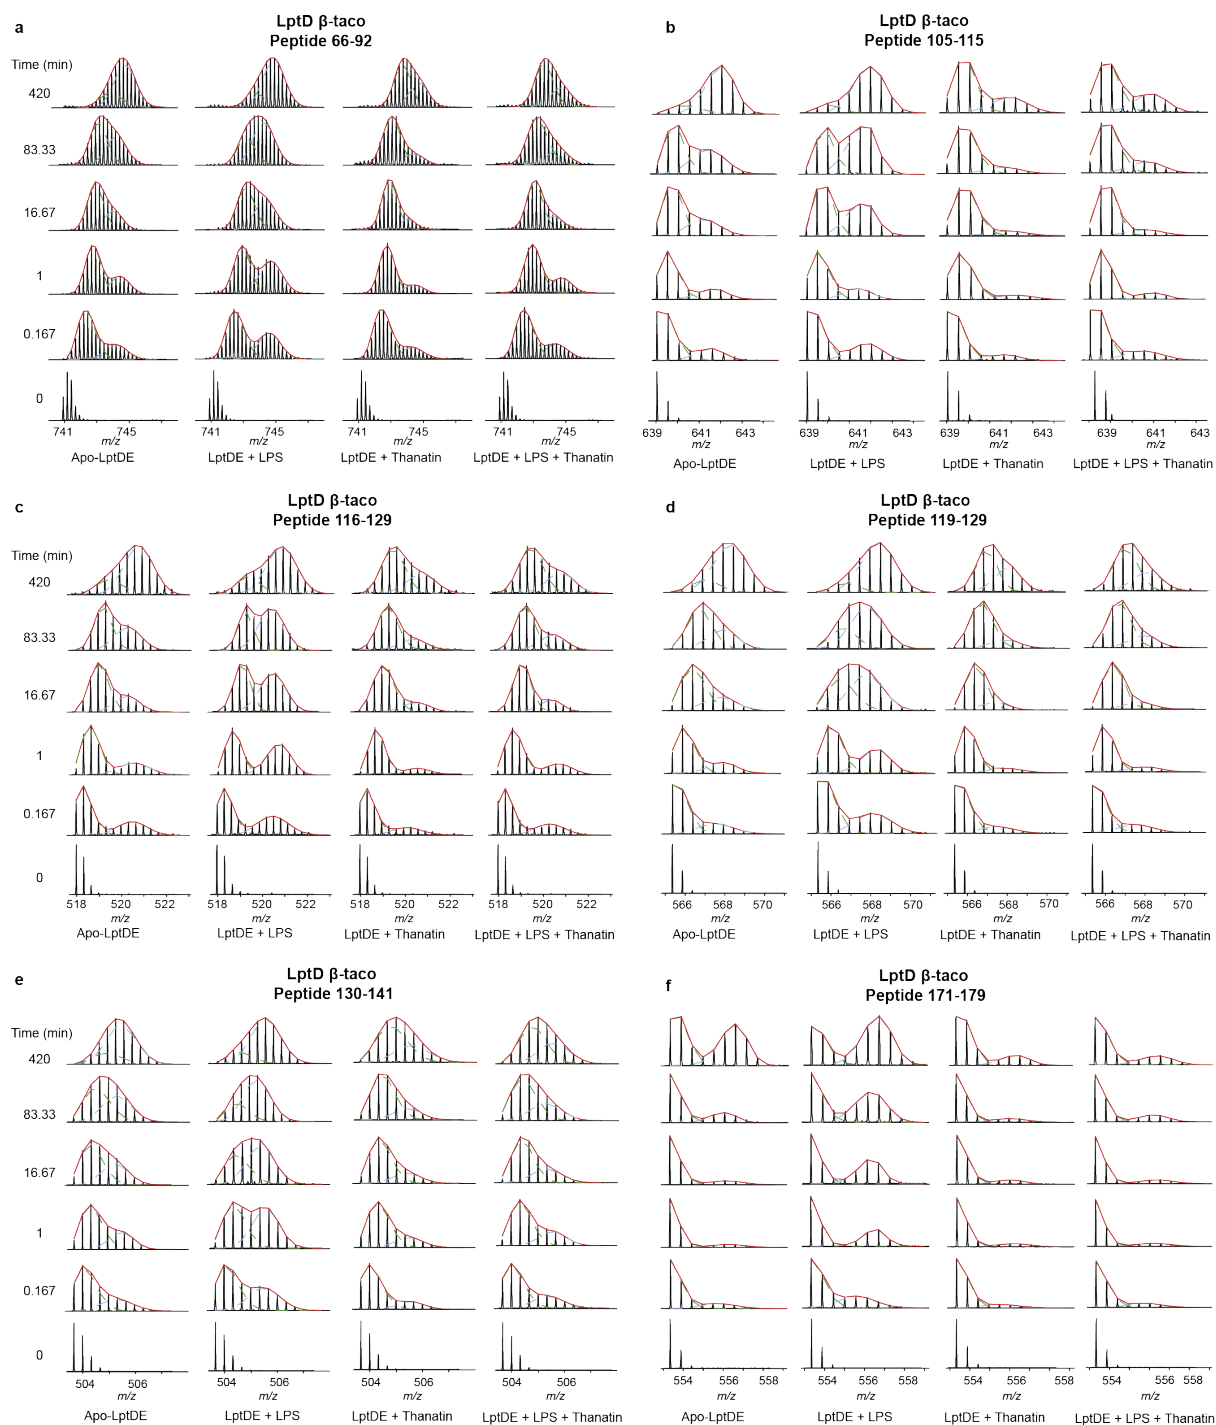 a
LptD β-taco
Peptide 66-92
Time (min)
420
83.33
16.67
1
0.167
0
741 745
741 745
741 745
741 745
m/z m/z m/z m/z
Apo-LptDE LptDE + LPS LptDE + Thanatin LptDE + LPS + Thanatin
b
LptD β-taco
Peptide 105-115
639 641 643
639 641 643
639 641 643
639 641 643
m/z m/z m/z m/z
Apo-LptDE LptDE + LPS LptDE + Thanatin LptDE + LPS + Thanatin
c
LptD β-taco
Peptide 116-129
Time (min)
420
83.33
16.67
1
0.167
0
518 520 522
518 520 522
518 520 522
518 520 522
m/z m/z m/z m/z
Apo-LptDE LptDE + LPS LptDE + Thanatin LptDE + LPS + Thanatin
d
LptD β-taco
Peptide 119-129
566 568 570
566 568 570
566 568 570
566 568 570
m/z m/z m/z m/z
Apo-LptDE LptDE + LPS LptDE + Thanatin LptDE + LPS + Thanatin
e
LptD β-taco
Peptide 130-141
Time (min)
420
83.33
16.67
1
0.167
0
504 506
504 506
504 506
504 506
m/z m/z m/z m/z
Apo-LptDE LptDE + LPS LptDE + Thanatin LptDE + LPS + Thanatin
f
LptD β-taco
Peptide 171-179
554 556 558
554 556 558
554 556 558
554 556 558
m/z m/z m/z m/z
Apo-LptDE LptDE + LPS LptDE + Thanatin LptDE + LPS + Thanatin